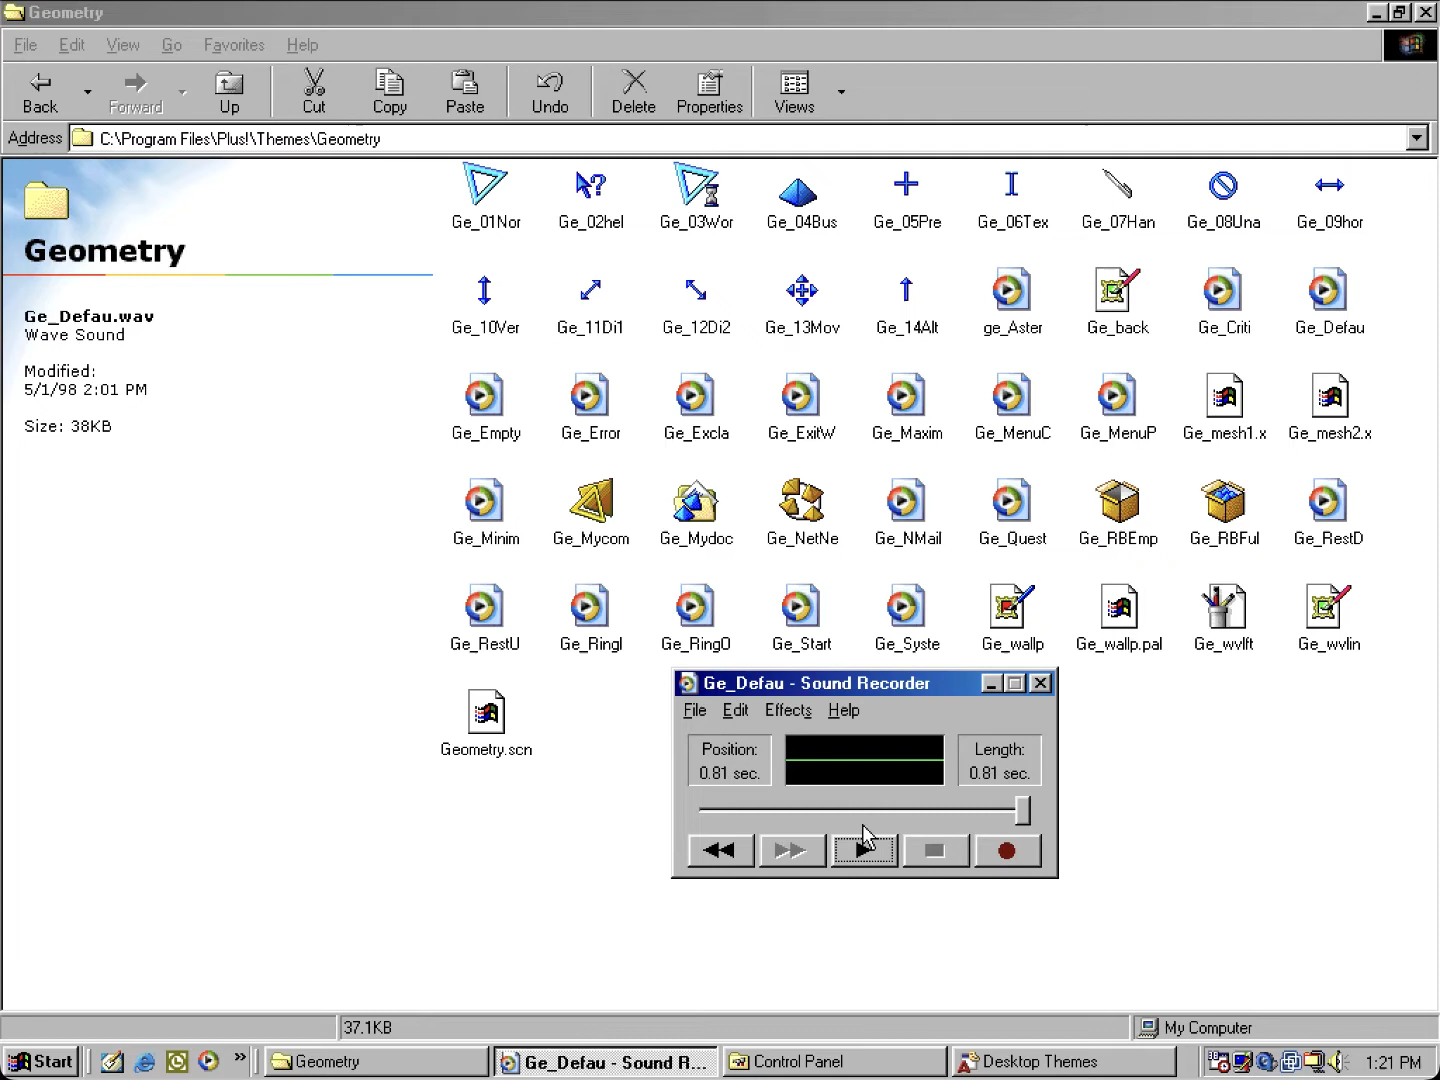 Geometry
File Edit View Go Favorites Help
Back Forward Up Cut Copy Paste Undo Delete Properties Views
Address C:\Program Files\Plus!\Themes\Geometry
Geometry
Ge_Defau.wav
Wave Sound
Modified:
5/1/98 2:01 PM
Size: 38KB
Ge_01Nor Ge_02hel Ge_03Wor Ge_04Bus Ge_05Pre Ge_06Tex Ge_07Han Ge_08Una Ge_09hor
Ge_10Ver Ge_11Di1 Ge_12Di2 Ge_13Mov Ge_14Alt ge_Aster Ge_back Ge_Criti Ge_Defau
Ge_Empty Ge_Error Ge_Excla Ge_ExitW Ge_Maxim Ge_MenuC Ge_MenuP Ge_mesh1.x Ge_mesh2.x
Ge_Minim Ge_Mycom Ge_Mydoc Ge_NetNe Ge_NMail Ge_Quest Ge_RBEmp Ge_RBFul Ge_RestD
Ge_RestU Ge_RingI Ge_RingO Ge_Start Ge_Syste Ge_wallp Ge_wallp.pal Ge_wvlft Ge_wvlin
Geometry.scn
Ge_Defau - Sound Recorder
File Edit Effects Help
Position: Length:
0.81 sec. 0.81 sec.
37.1KB My Computer
Start Geometry Ge_Defau - Sound R... Control Panel Desktop Themes 1:21 PM